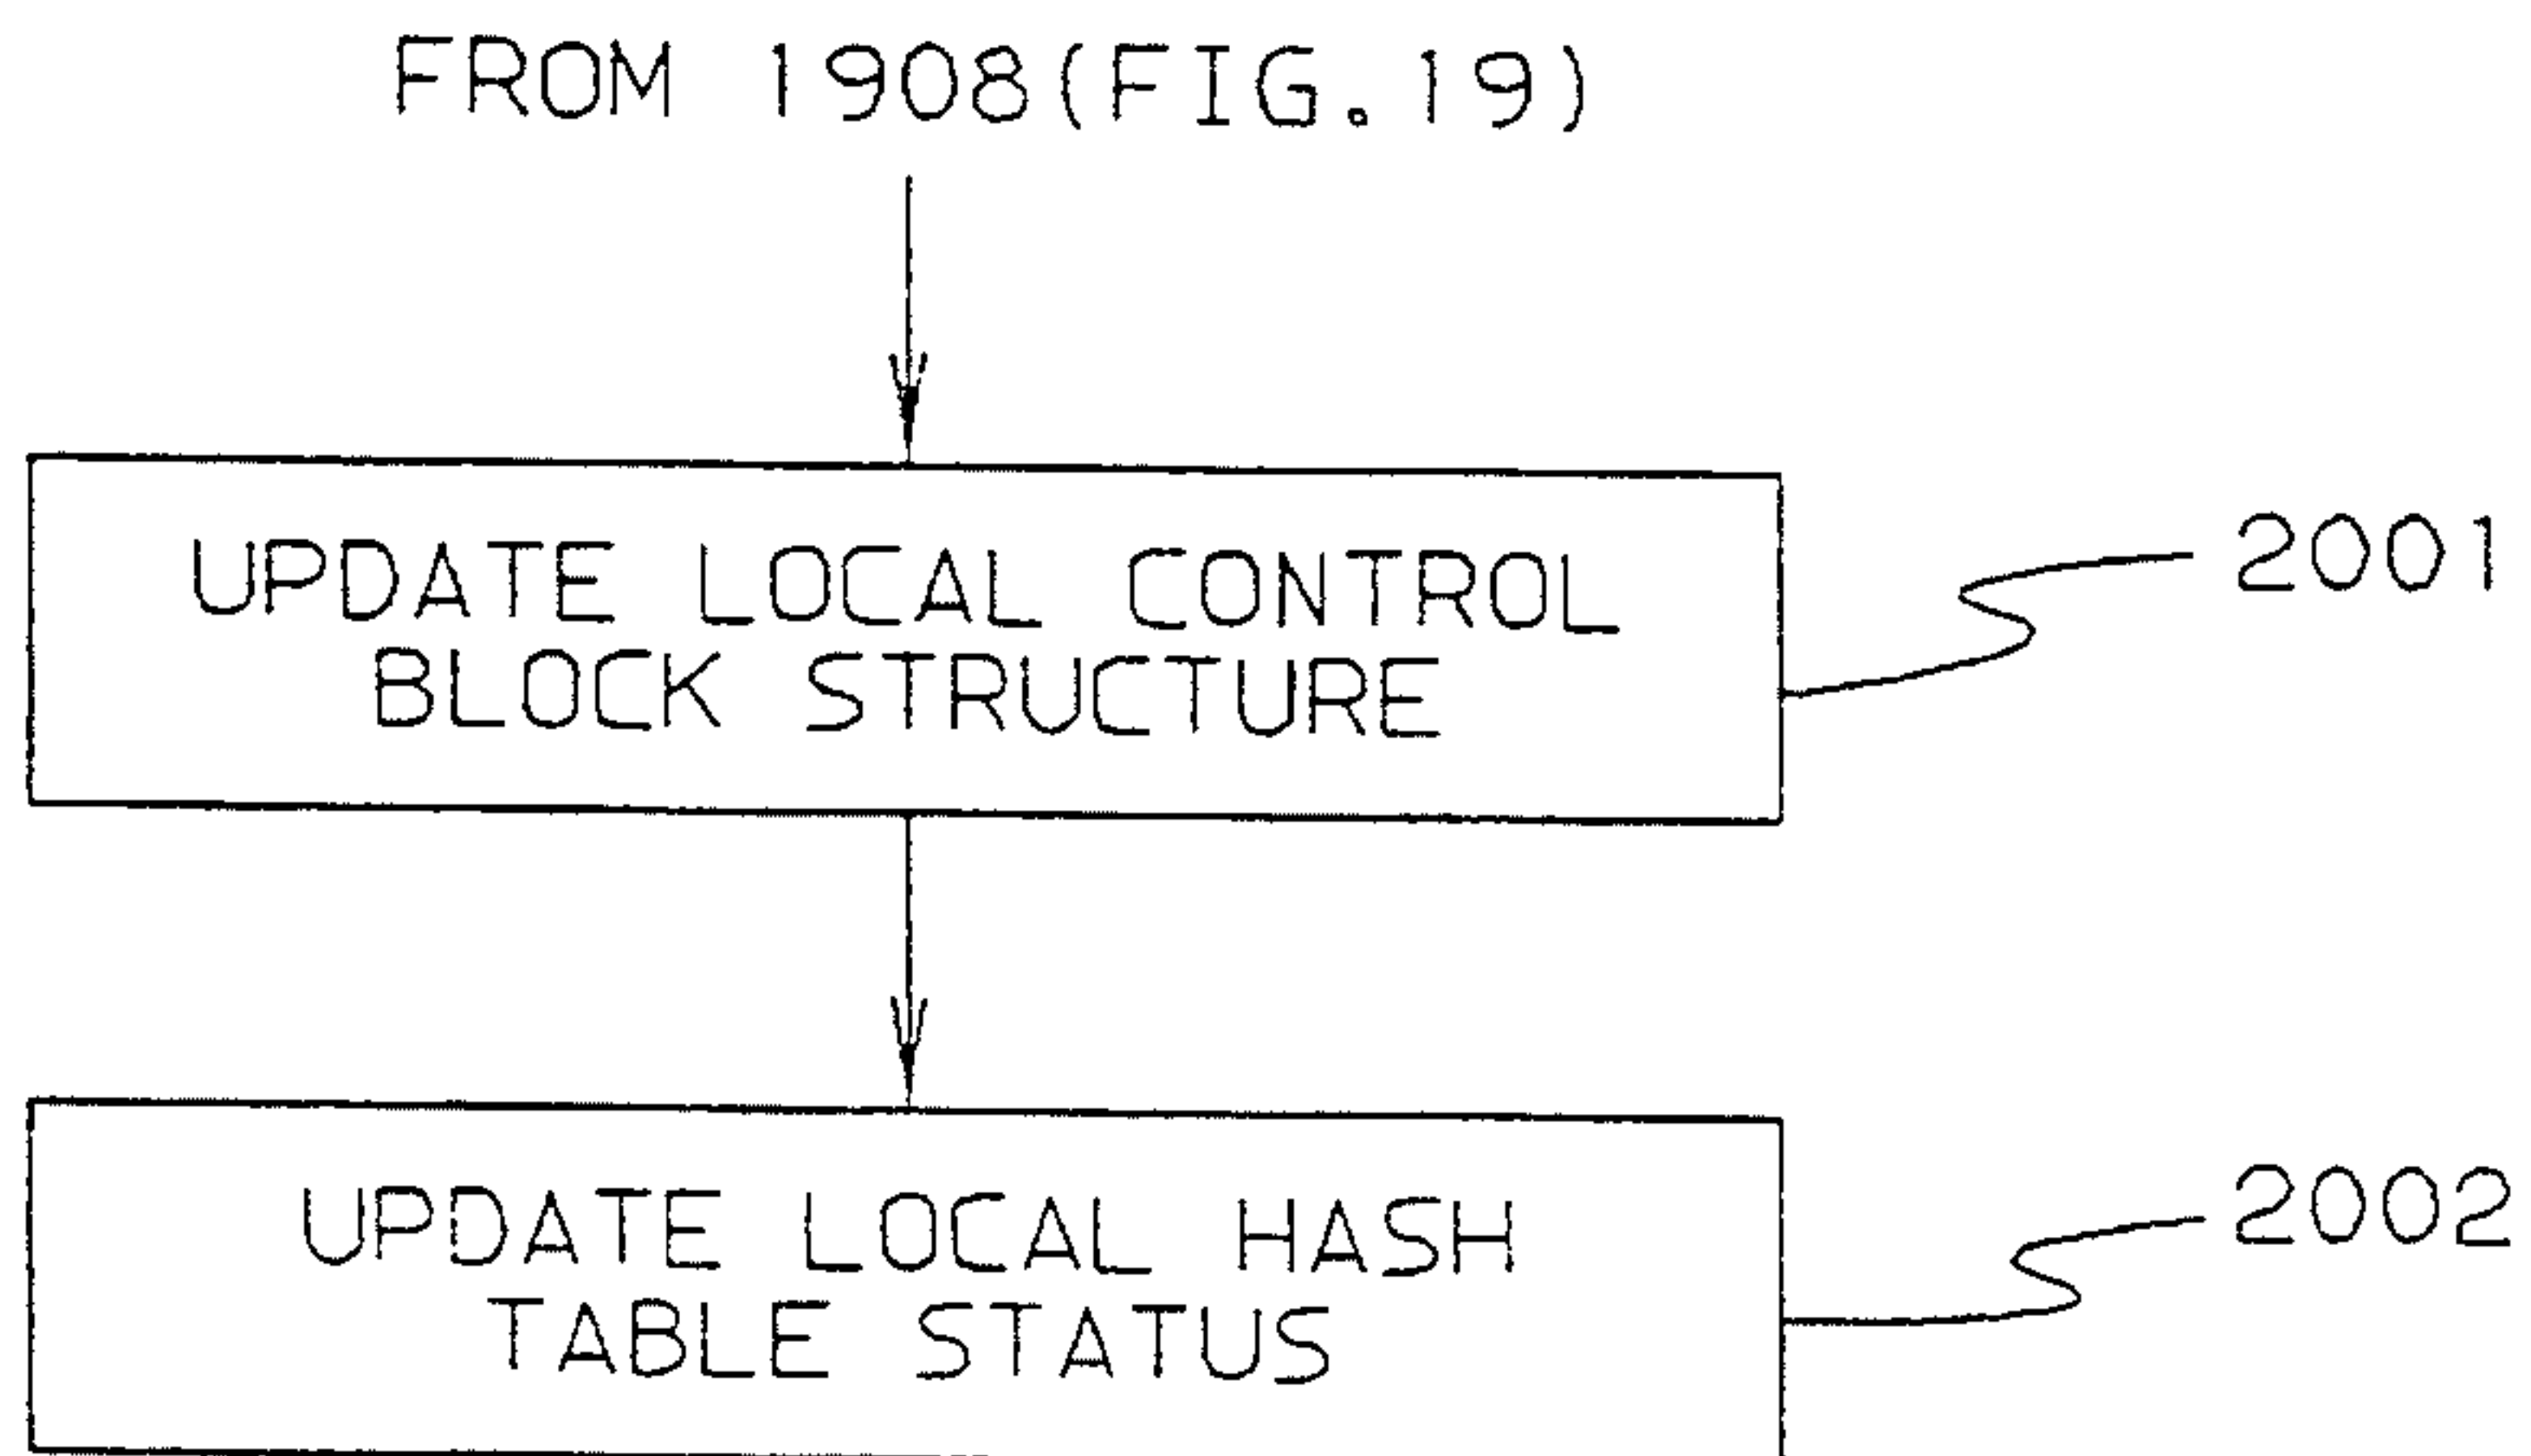 FROM 1908(FIG.19)
UPDATE LOCAL CONTROL
BLOCK STRUCTURE
2001
UPDATE LOCAL HASH
TABLE STATUS
2002